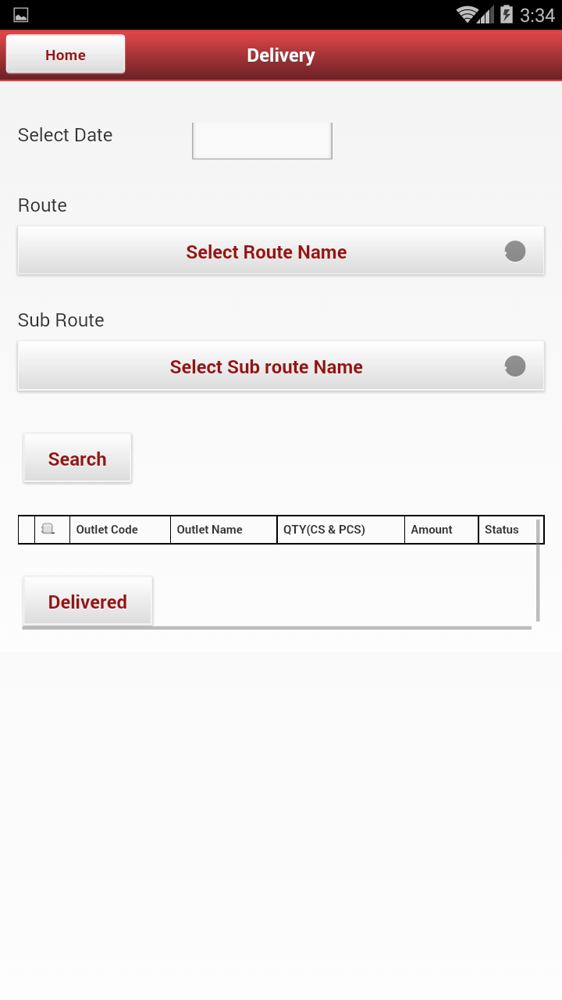 3:34
Home
Delivery
Select Date
Route
Select Route Name
Sub Route
Select Sub route Name
Search
Outlet Code Outlet Name QTY(CS & PCS) Amount Status
Delivered